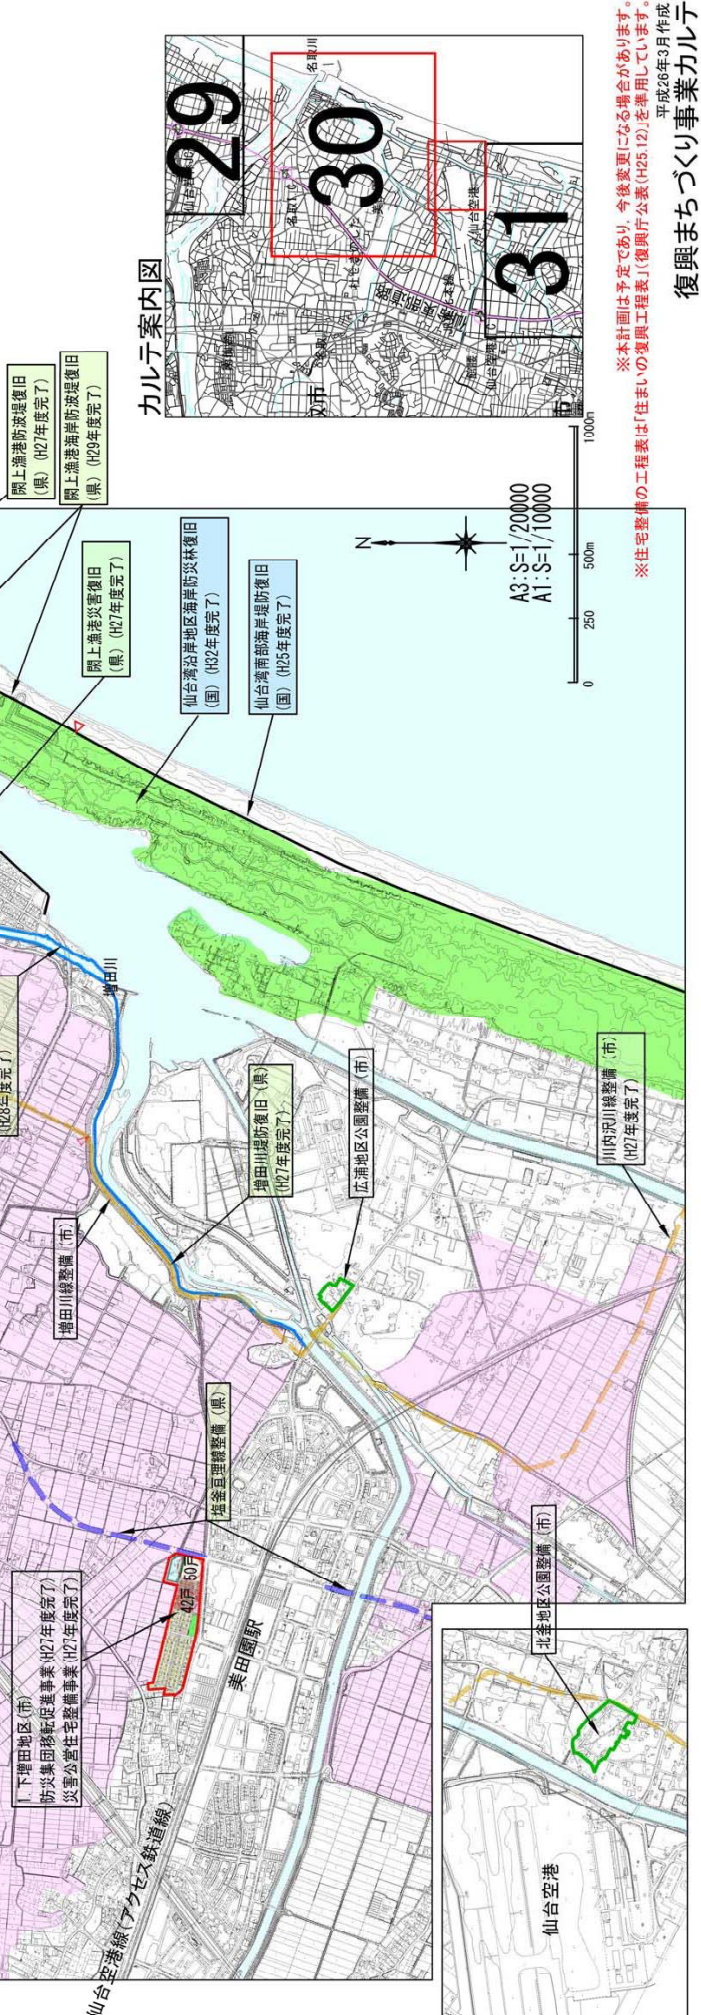 閖上漁港防波堤復旧
（県）（H27年度完了）
閖上漁港海岸防波堤復旧
（県）（H29年度完了）
閖上漁港災害復旧
（県）（H27年度完了）
仙台湾沿岸地区海岸防災林復旧
（国）（H32年度完了）
仙台湾南部海岸堤防復旧
（国）（H25年度完了）
（H28年度完了）
増田川
増田川線整備（市）
増田川堤防復旧（県）
（H27年度完了）
広浦地区公園整備（市）
川内沢川線整備（市）
（H27年度完了）
塩釜亘理線整備（県）
下増田地区（市）
防災集団移転促進事業（H27年度完了）
災害公営住宅整備事業（H27年度完了）
42戸 50戸
美田園駅
仙台空港線（アクセス鉄道線）
北釜地区公園整備（市）
仙台空港
N
A3:S=1/20000
A1:S=1/10000
0 250 500m 1000m
カルテ案内図
29
30
31
名取川
仙台空港
※本計画は予定であり、今後変更になる場合があります。
※住宅整備の工程表は「住まいの復興工程表」（復興庁公表（H25.12））を準用しています。
平成26年3月作成
復興まちづくり事業カルテ